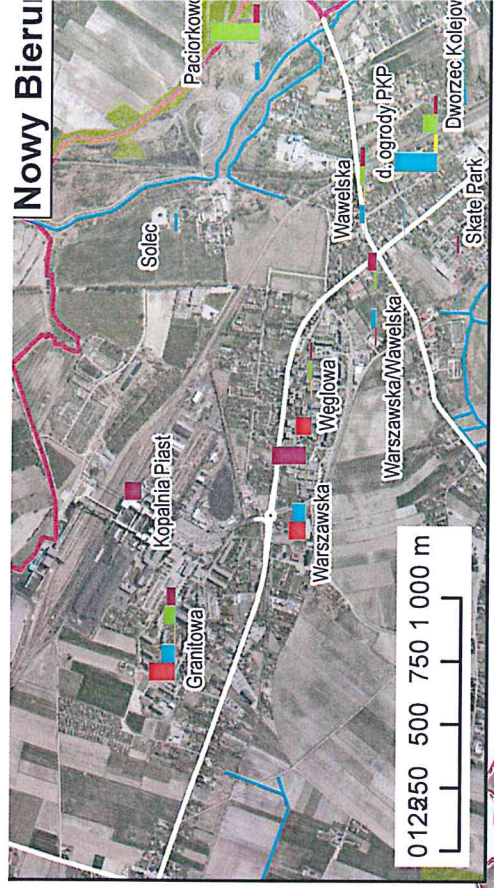 Nowy Bieru
Paciorkowc
Solec
Kopalnia Piast
Granitowa
Wawelska
d. ogrody PKP
Dworzec Kolejow
Węglowa
Warszawska
Warszawska/Wawelska
Skate Park
0 125 250 500 750 1 000 m